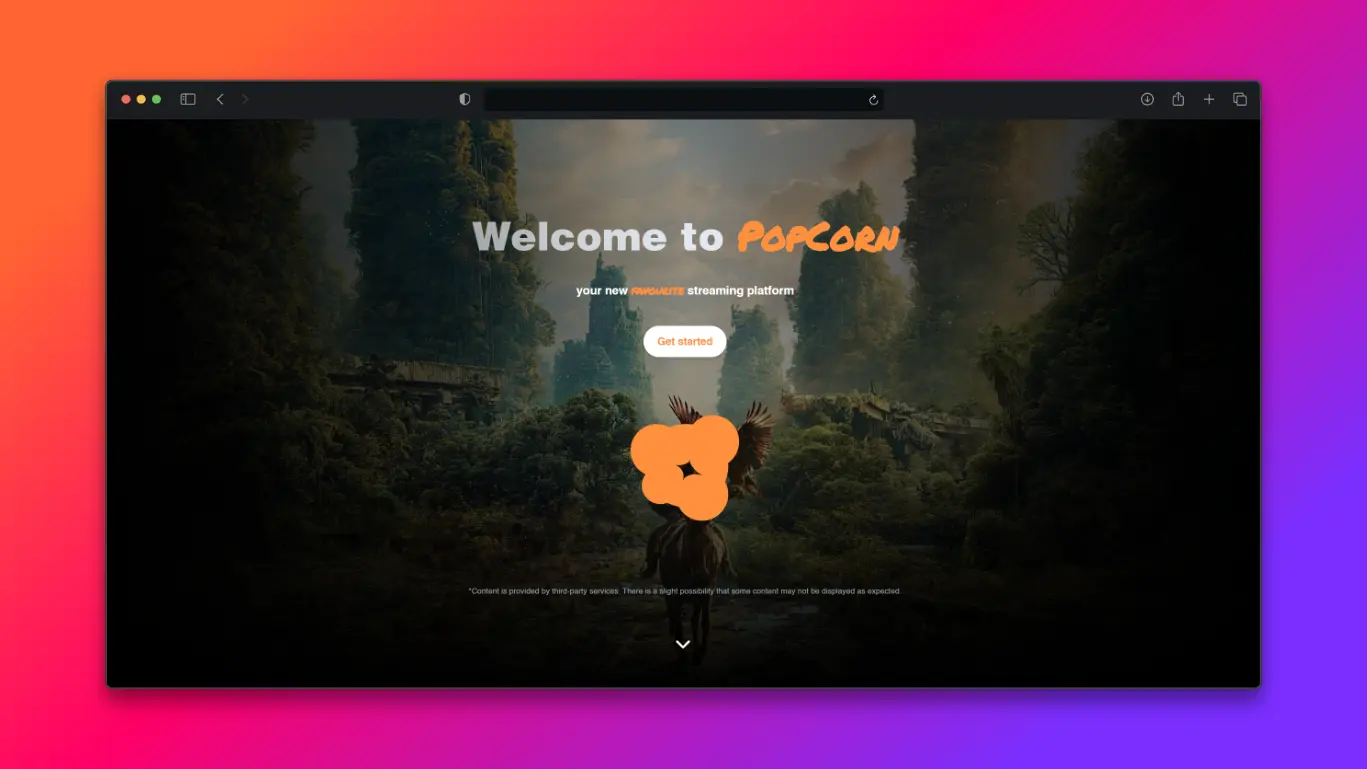 Welcome to PopCorn
your new favourite streaming platform
Get started
*Content is provided by third-party services. There is a slight possibility that some content may not be displayed as expected